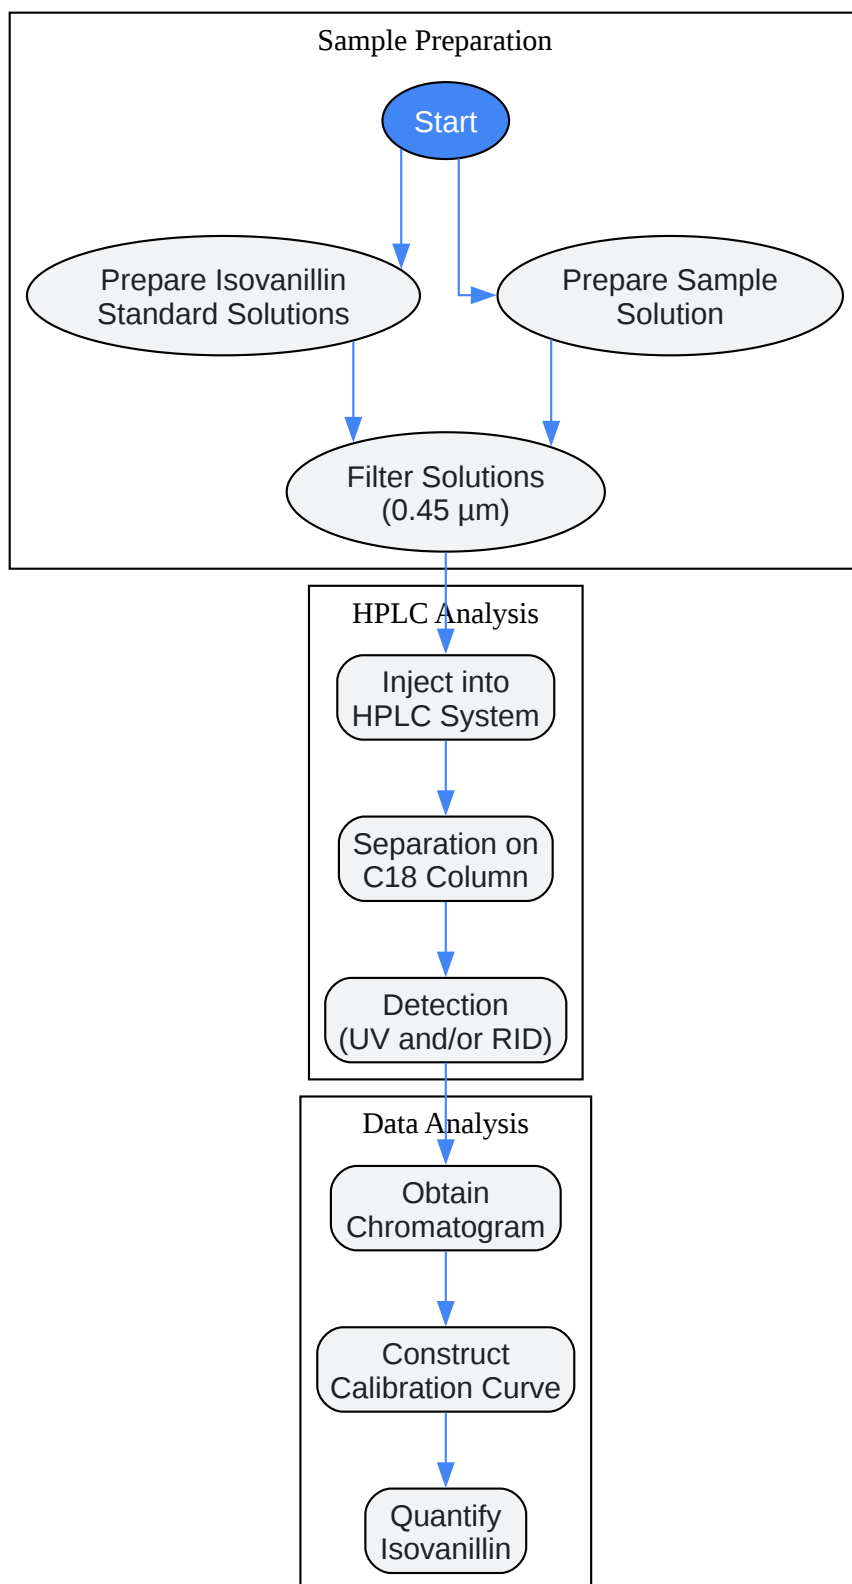 Sample Preparation
Start
Prepare Isovanillin
Standard Solutions
Prepare Sample
Solution
Filter Solutions
(0.45 µm)
HPLC Analysis
Inject into
HPLC System
Separation on
C18 Column
Detection
(UV and/or RID)
Data Analysis
Obtain
Chromatogram
Construct
Calibration Curve
Quantify
Isovanillin